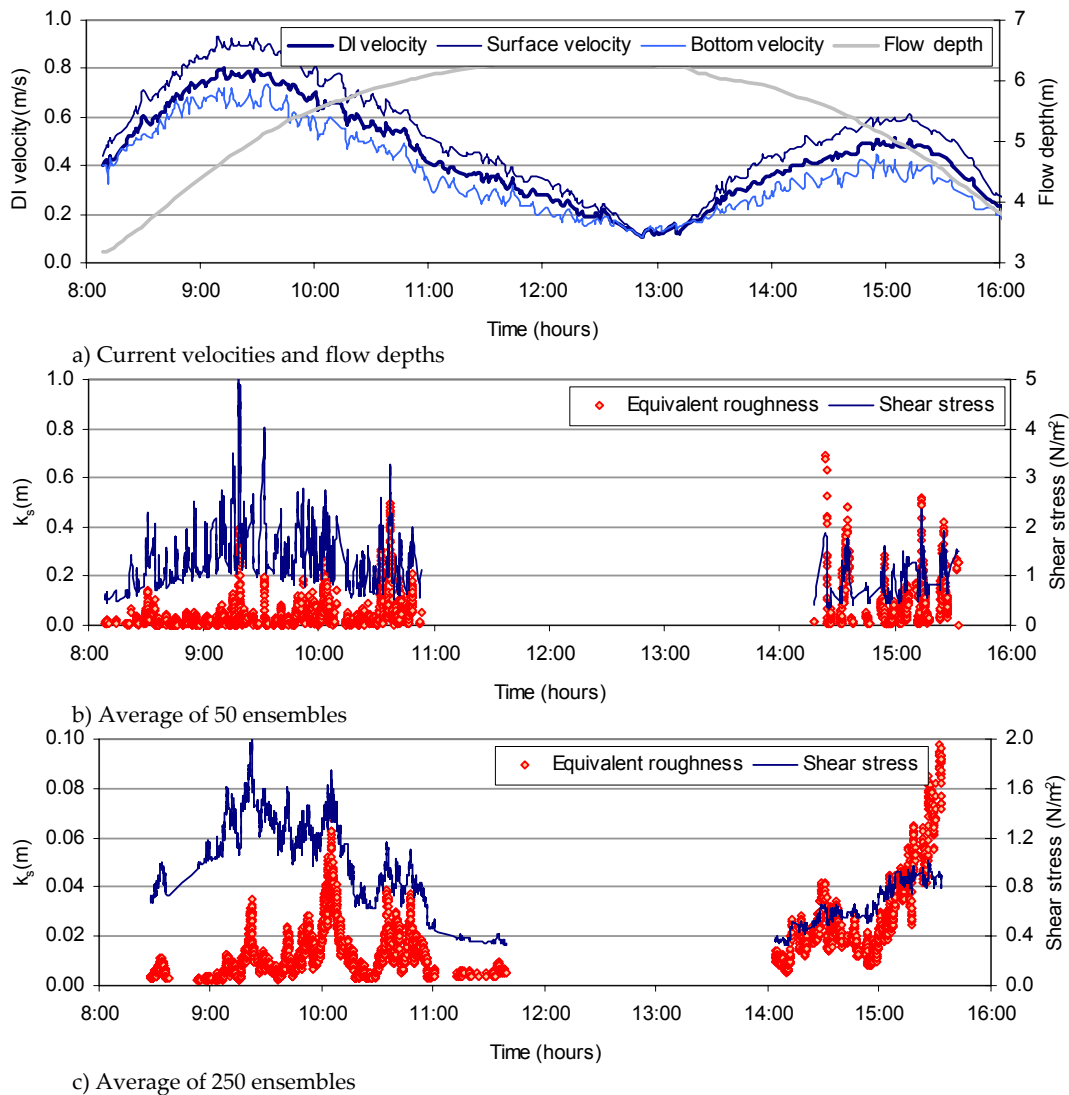 DI velocity Surface velocity Bottom velocity Flow depth
DI velocity(m/s)
1.0
0.8
0.6
0.4
0.2
0.0
7
6
5
4
3
Flow depth(m)
8:00 9:00 10:00 11:00 12:00 13:00 14:00 15:00 16:00
Time (hours)
a) Current velocities and flow depths
Equivalent roughness Shear stress
ks(m)
1.0
0.8
0.6
0.4
0.2
0.0
5
4
3
2
1
0
Shear stress (N/m²)
8:00 9:00 10:00 11:00 12:00 13:00 14:00 15:00 16:00
Time (hours)
b) Average of 50 ensembles
Equivalent roughness Shear stress
ks(m)
0.10
0.08
0.06
0.04
0.02
0.00
2.0
1.6
1.2
0.8
0.4
0.0
Shear stress (N/m²)
8:00 9:00 10:00 11:00 12:00 13:00 14:00 15:00 16:00
Time (hours)
c) Average of 250 ensembles